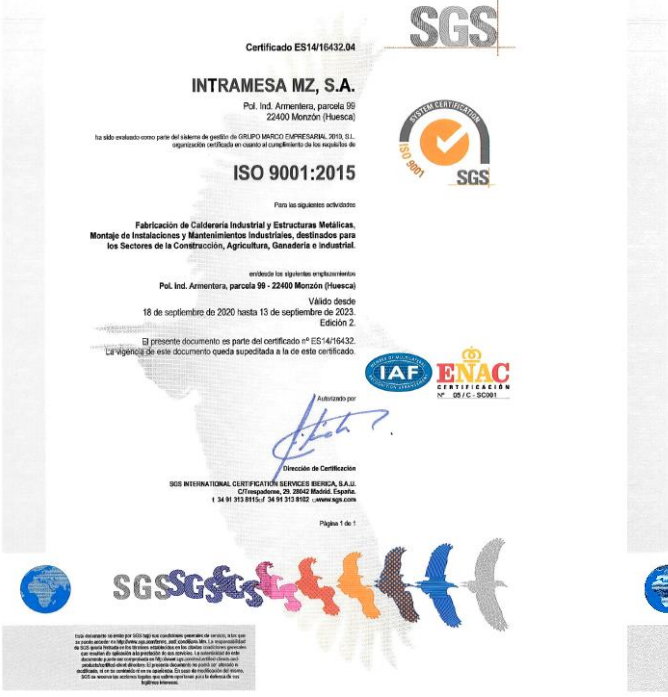 SGS
Certificado ES14/16432.04
INTRAMESA MZ, S.A.
Pol. Ind. Armentera, parcela 99
22400 Monzón (Huesca)
ha sido evaluado como parte del sistema de gestión de GRUPO MARCO EMPRESARIAL 2010, S.L.
organización certificada en cuanto al cumplimiento de los requisitos de
ISO 9001:2015
SYSTEM CERTIFICATION
ISO 9001
SGS
Para las siguientes actividades
Fabricación de Calderería Industrial y Estructuras Metálicas,
Montaje de Instalaciones y Mantenimientos Industriales, destinados para
los Sectores de la Construcción, Agricultura, Ganadería e Industrial.
en/desde los siguientes emplazamientos
Pol. Ind. Armentera, parcela 99 - 22400 Monzón (Huesca)
Válido desde
18 de septiembre de 2020 hasta 13 de septiembre de 2023.
Edición 2.
El presente documento es parte del certificado nº ES14/16432.
La vigencia de este documento queda supeditada a la de este certificado.
IAF
ENAC
CERTIFICACIÓN
Nº 05 / C - SC001
Autorizado por
Dirección de Certificación
SGS INTERNATIONAL CERTIFICATION SERVICES IBERICA, S.A.U.
C/Trespaderne, 29. 28042 Madrid. España.
t 34 91 313 8115 f 34 91 313 8102 www.sgs.com
Página 1 de 1
SGSSGSSGS